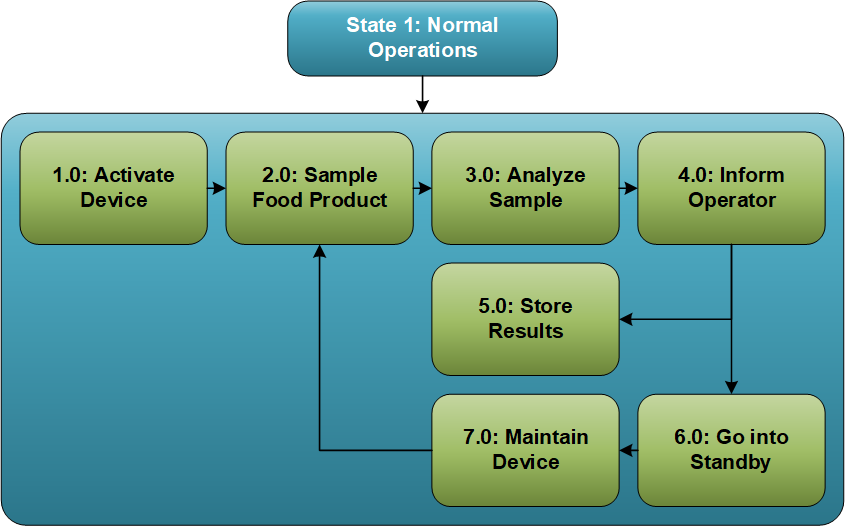 State 1: Normal
Operations
1.0: Activate
Device
2.0: Sample
Food Product
3.0: Analyze
Sample
4.0: Inform
Operator
5.0: Store
Results
7.0: Maintain
Device
6.0: Go into
Standby